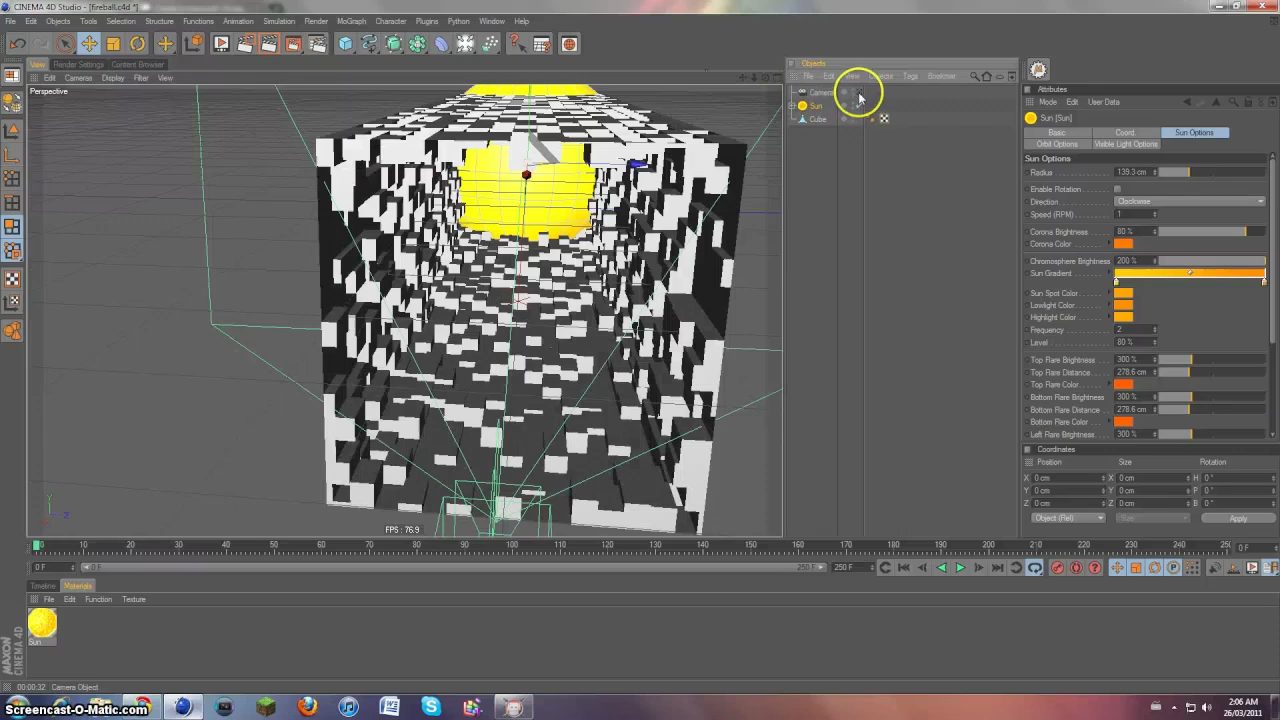 CINEMA 4D Studio - [fireball.c4d *]
File Edit Objects Tools Selection Structure Functions Animation Simulate Render MoGraph Character Plugins Python Window Help
View Render Settings Content Browser
Edit Cameras Display Filter View
Perspective
Y
Z
FPS : 76.9
Objects
File Edit View Objects Tags Bookmar
Camera
Sun
Cube
Attributes
Mode Edit User Data
Sun [Sun]
Basic Coord. Sun Options
Orbit Options Visible Light Options
Sun Options
Radius 139.3 cm
Enable Rotation
Direction Clockwise
Speed (RPM) 1
Corona Brightness 80 %
Corona Color
Chromosphere Brightness 200 %
Sun Gradient
Sun Spot Color
Lowlight Color
Highlight Color
Frequency 2
Level 80 %
Top Flare Brightness 300 %
Top Flare Distance 278.6 cm
Top Flare Color
Bottom Flare Brightness 300 %
Bottom Flare Distance 278.6 cm
Bottom Flare Color
Left Flare Brightness 300 %
Coordinates
Position Size Rotation
X 0 cm X 0 cm H 0 °
Y 0 cm Y 0 cm P 0 °
Z 0 cm Z 0 cm B 0 °
Object (Rel) Size Apply
0 10 20 30 40 50 60 70 80 90 100 110 120 130 140 150 160 170 180 190 200 210 220 230 240 250 0 F
0 F 0 F 250 F 250 F
Timeline Materials
File Edit Function Texture
Sun
MAXON
CINEMA 4D
00:00:32 Camera Object
Screencast-O-Matic.com
2:06 AM
26/03/2011